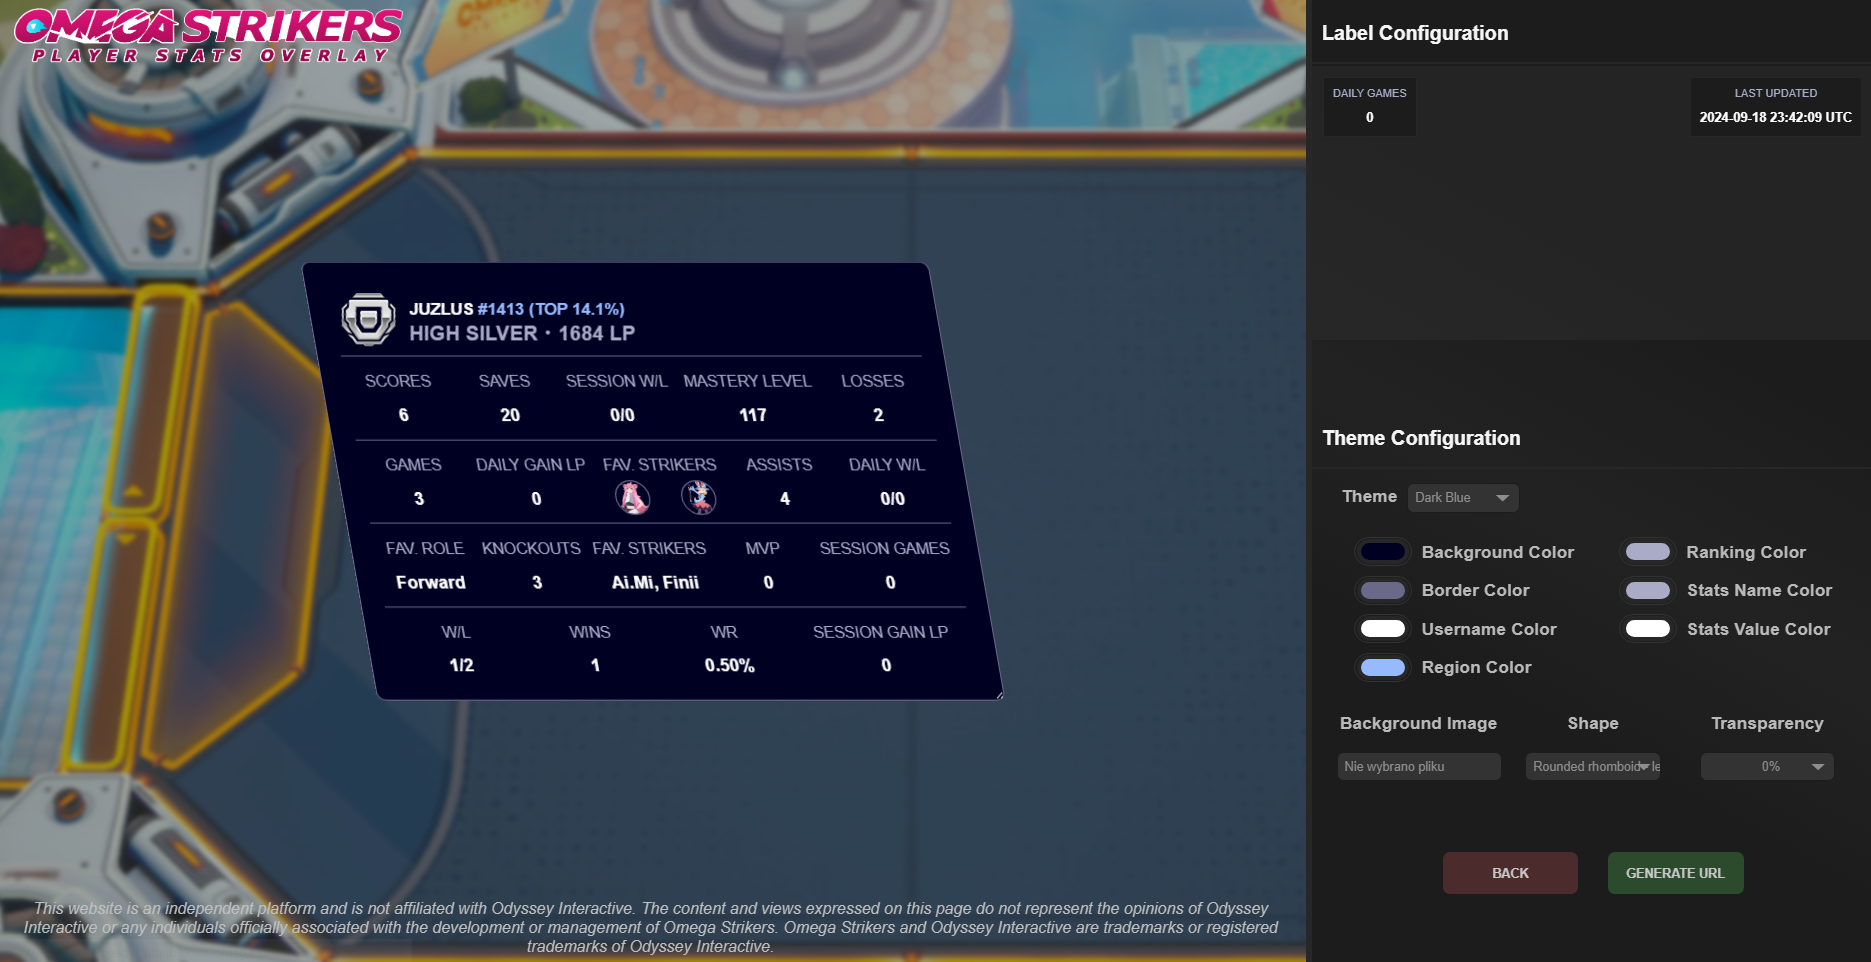 OMEGA STRIKERS
PLAYER STATS OVERLAY
JUZLUS #1413 (TOP 14.1%)
HIGH SILVER • 1684 LP
SCORES SAVES SESSION W/L MASTERY LEVEL LOSSES
6 20 0/0 117 2
GAMES DAILY GAIN LP FAV. STRIKERS ASSISTS DAILY W/L
3 0 4 0/0
FAV. ROLE KNOCKOUTS FAV. STRIKERS MVP SESSION GAMES
Forward 3 Ai.Mi, Finii 0 0
W/L WINS WR SESSION GAIN LP
1/2 1 0.50% 0
This website is an independent platform and is not affiliated with Odyssey Interactive. The content and views expressed on this page do not represent the opinions of Odyssey
Interactive or any individuals officially associated with the development or management of Omega Strikers. Omega Strikers and Odyssey Interactive are trademarks or registered
trademarks of Odyssey Interactive.
Label Configuration
DAILY GAMES LAST UPDATED
0 2024-09-18 23:42:09 UTC
Theme Configuration
Theme Dark Blue
Background Color Ranking Color
Border Color Stats Name Color
Username Color Stats Value Color
Region Color
Background Image Shape Transparency
Nie wybrano pliku Rounded rhomboid le 0%
BACK GENERATE URL